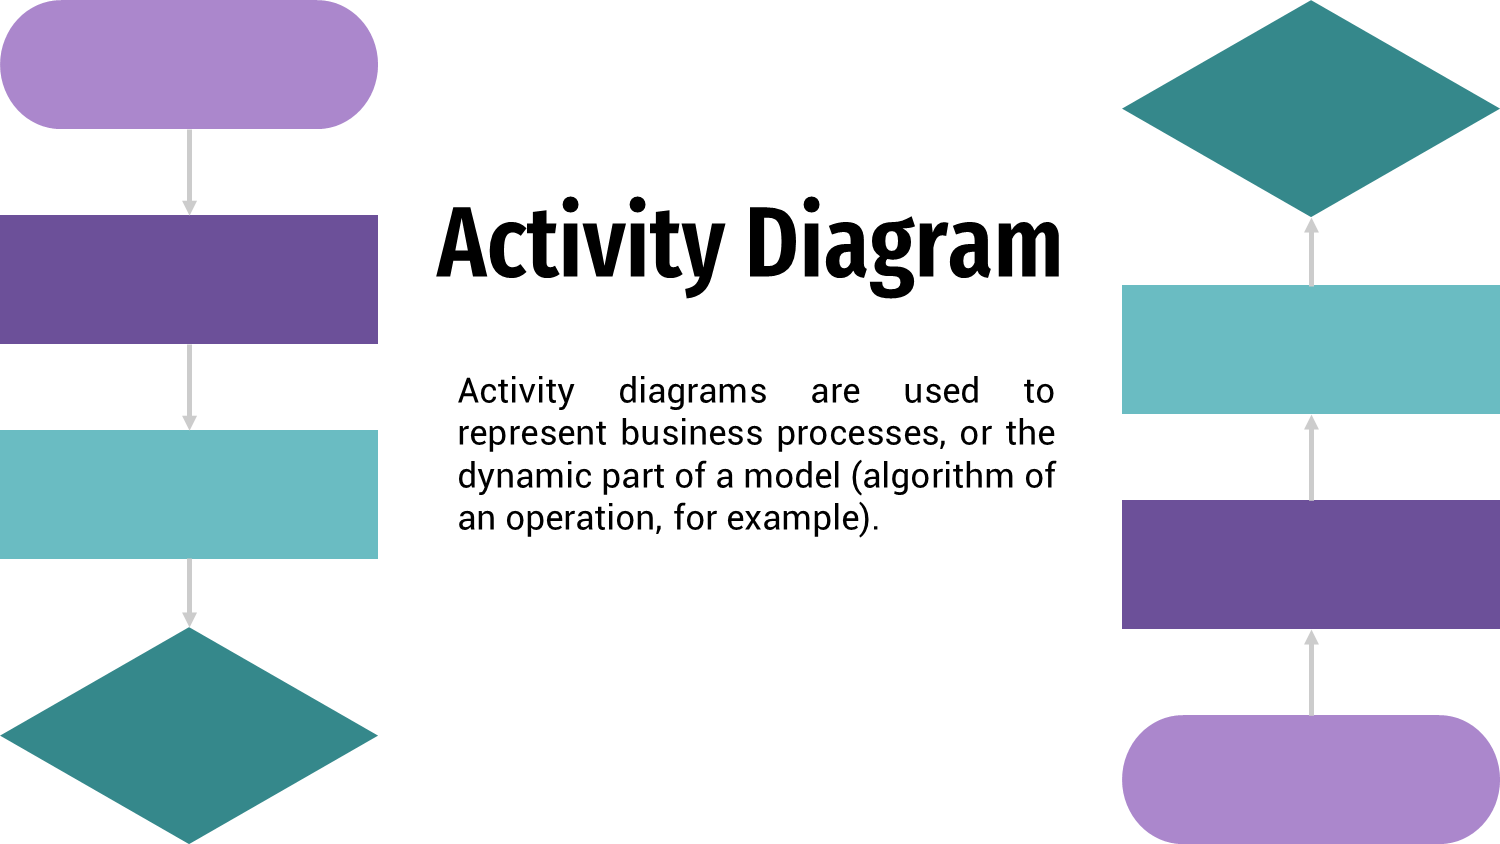 Activity Diagram
Activity diagrams are used to
represent business processes, or the
dynamic part of a model (algorithm of
an operation, for example).